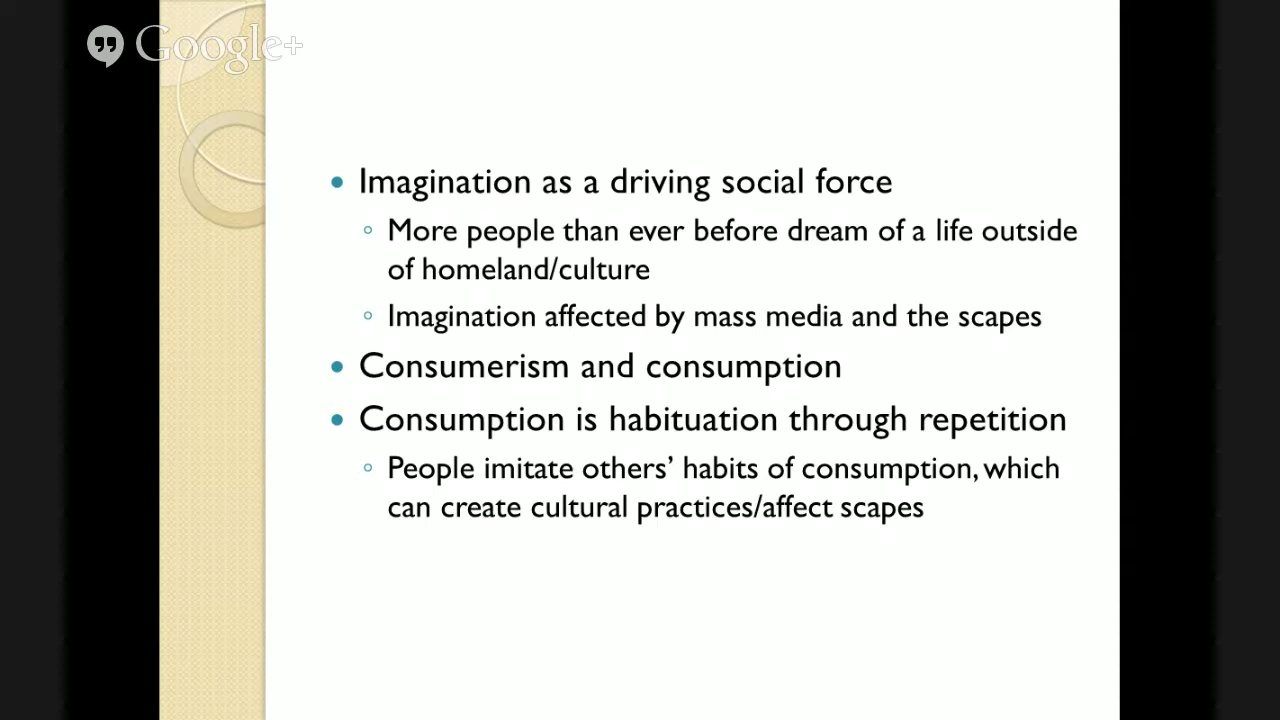 Google+
• Imagination as a driving social force
◦ More people than ever before dream of a life outside
of homeland/culture
◦ Imagination affected by mass media and the scapes
• Consumerism and consumption
• Consumption is habituation through repetition
◦ People imitate others’ habits of consumption, which
can create cultural practices/affect scapes